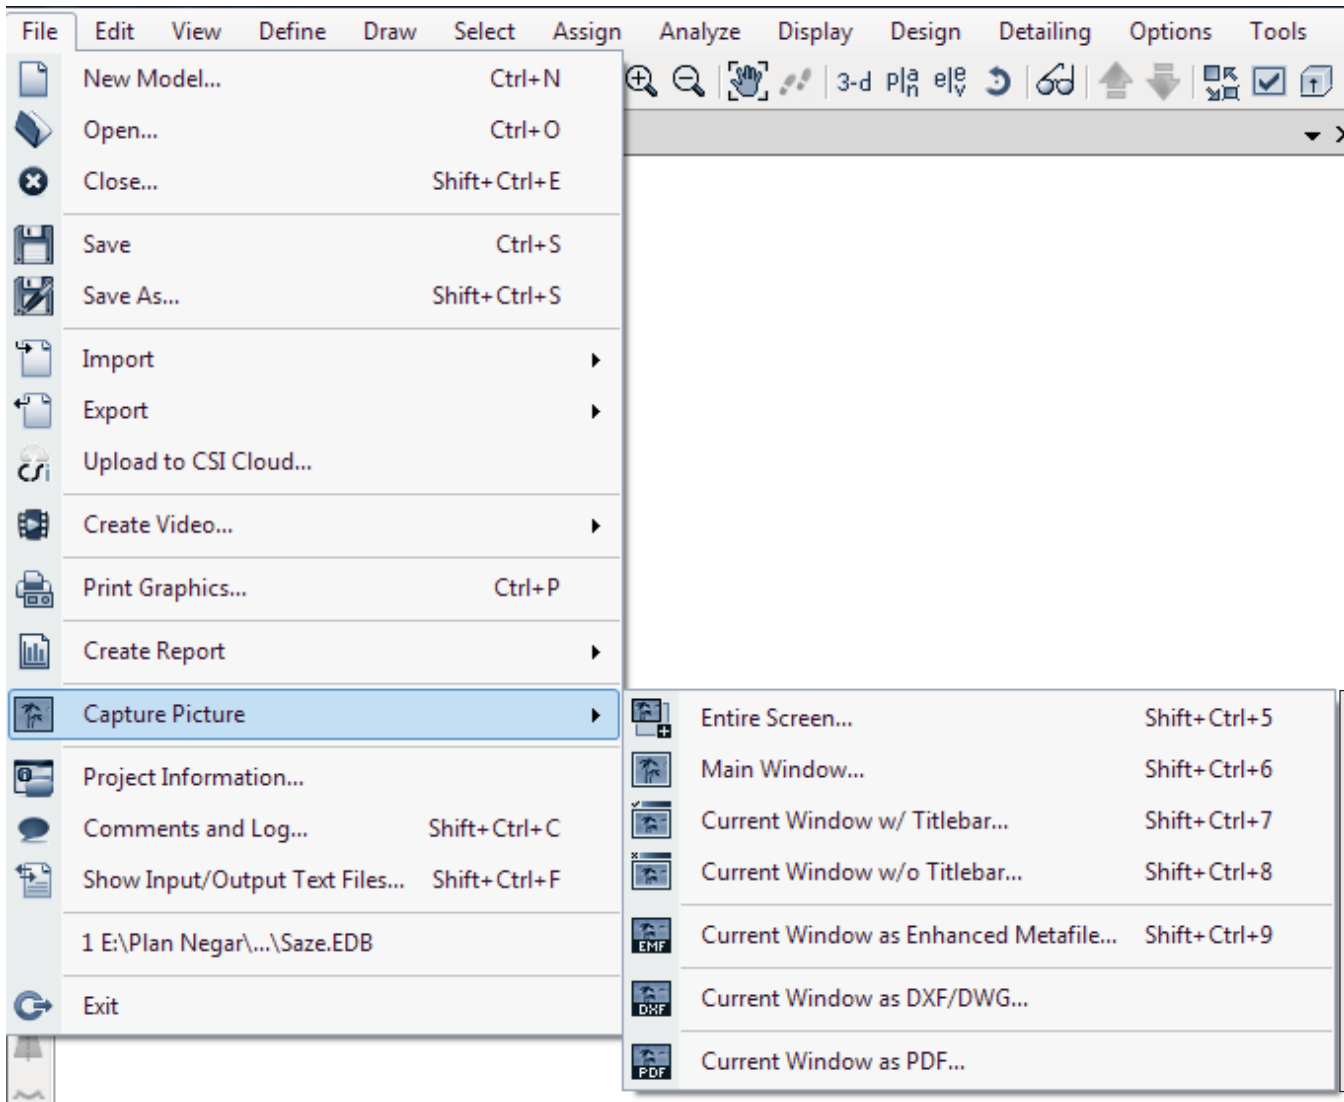 File Edit View Define Draw Select Assign Analyze Display Design Detailing Options Tools
3-d plan elev
New Model... Ctrl+N
Open... Ctrl+O
Close... Shift+Ctrl+E
Save Ctrl+S
Save As... Shift+Ctrl+S
Import
Export
CSi Upload to CSI Cloud...
Create Video...
Print Graphics... Ctrl+P
Create Report
Capture Picture
Project Information...
Comments and Log... Shift+Ctrl+C
Show Input/Output Text Files... Shift+Ctrl+F
1 E:\Plan Negar\...\Saze.EDB
Exit
Entire Screen... Shift+Ctrl+5
Main Window... Shift+Ctrl+6
Current Window w/ Titlebar... Shift+Ctrl+7
Current Window w/o Titlebar... Shift+Ctrl+8
EMF Current Window as Enhanced Metafile... Shift+Ctrl+9
DXF Current Window as DXF/DWG...
PDF Current Window as PDF...